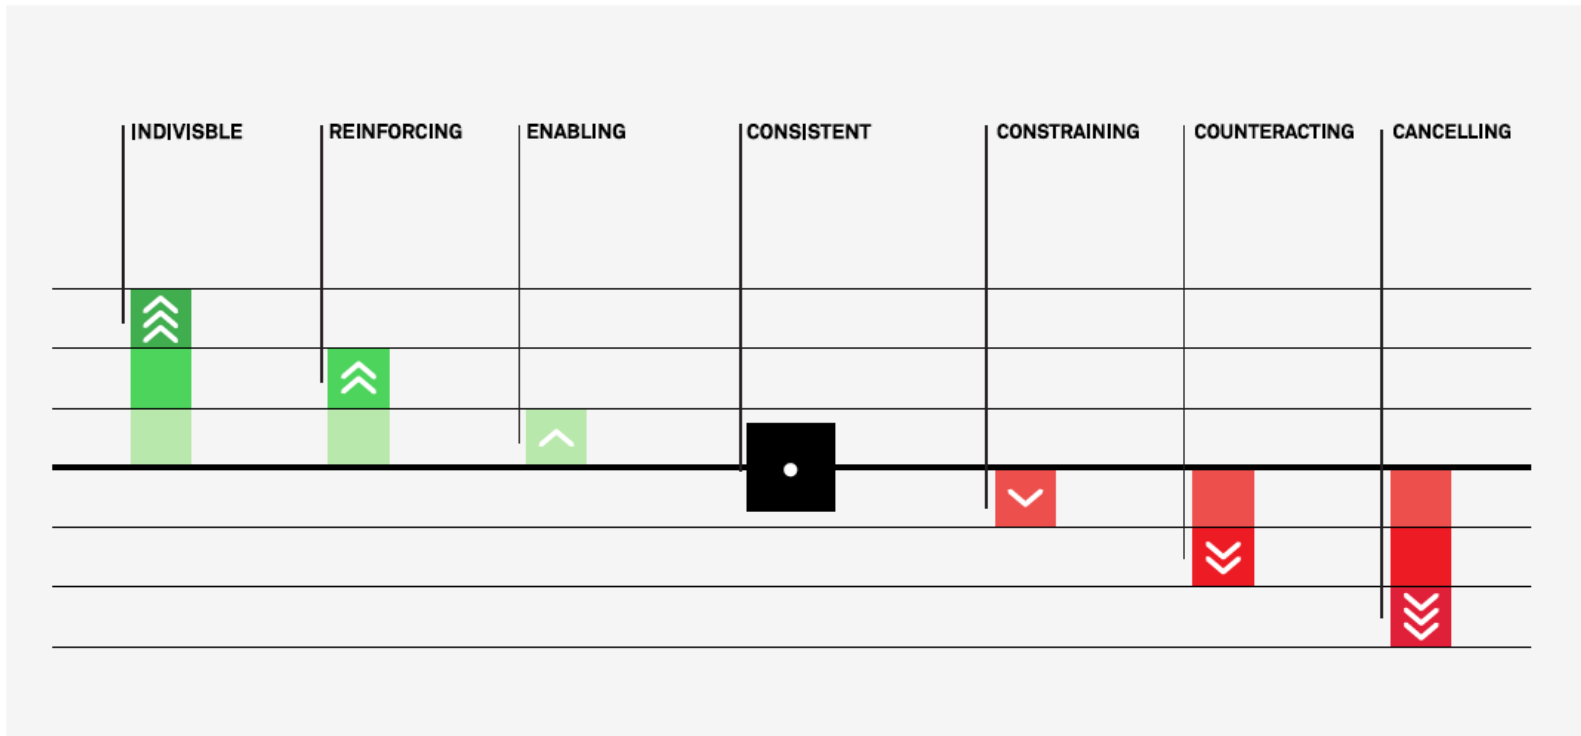 INDIVISBLE
REINFORCING
ENABLING
CONSISTENT
CONSTRAINING
COUNTERACTING
CANCELLING